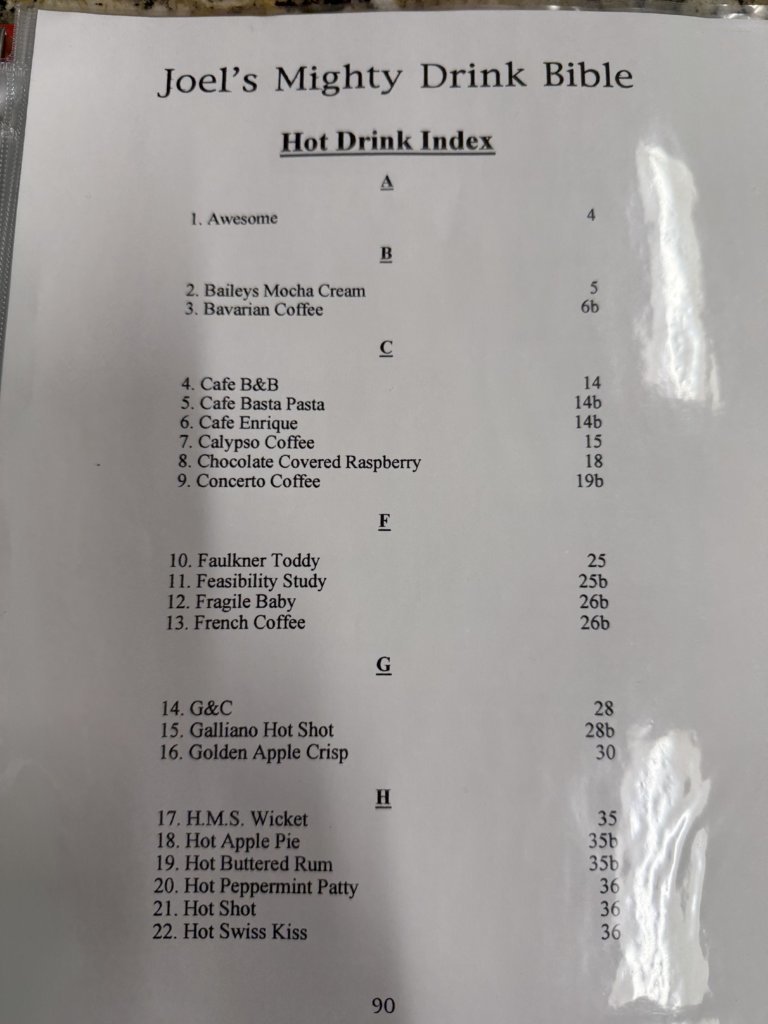 Joel's Mighty Drink Bible
Hot Drink Index
A
1. Awesome 4
B
2. Baileys Mocha Cream 5
3. Bavarian Coffee 6b
C
4. Cafe B&B 14
5. Cafe Basta Pasta 14b
6. Cafe Enrique 14b
7. Calypso Coffee 15
8. Chocolate Covered Raspberry 18
9. Concerto Coffee 19b
F
10. Faulkner Toddy 25
11. Feasibility Study 25b
12. Fragile Baby 26b
13. French Coffee 26b
G
14. G&C 28
15. Galliano Hot Shot 28b
16. Golden Apple Crisp 30
H
17. H.M.S. Wicket 35
18. Hot Apple Pie 35b
19. Hot Buttered Rum 35b
20. Hot Peppermint Patty 36
21. Hot Shot 36
22. Hot Swiss Kiss 36
90